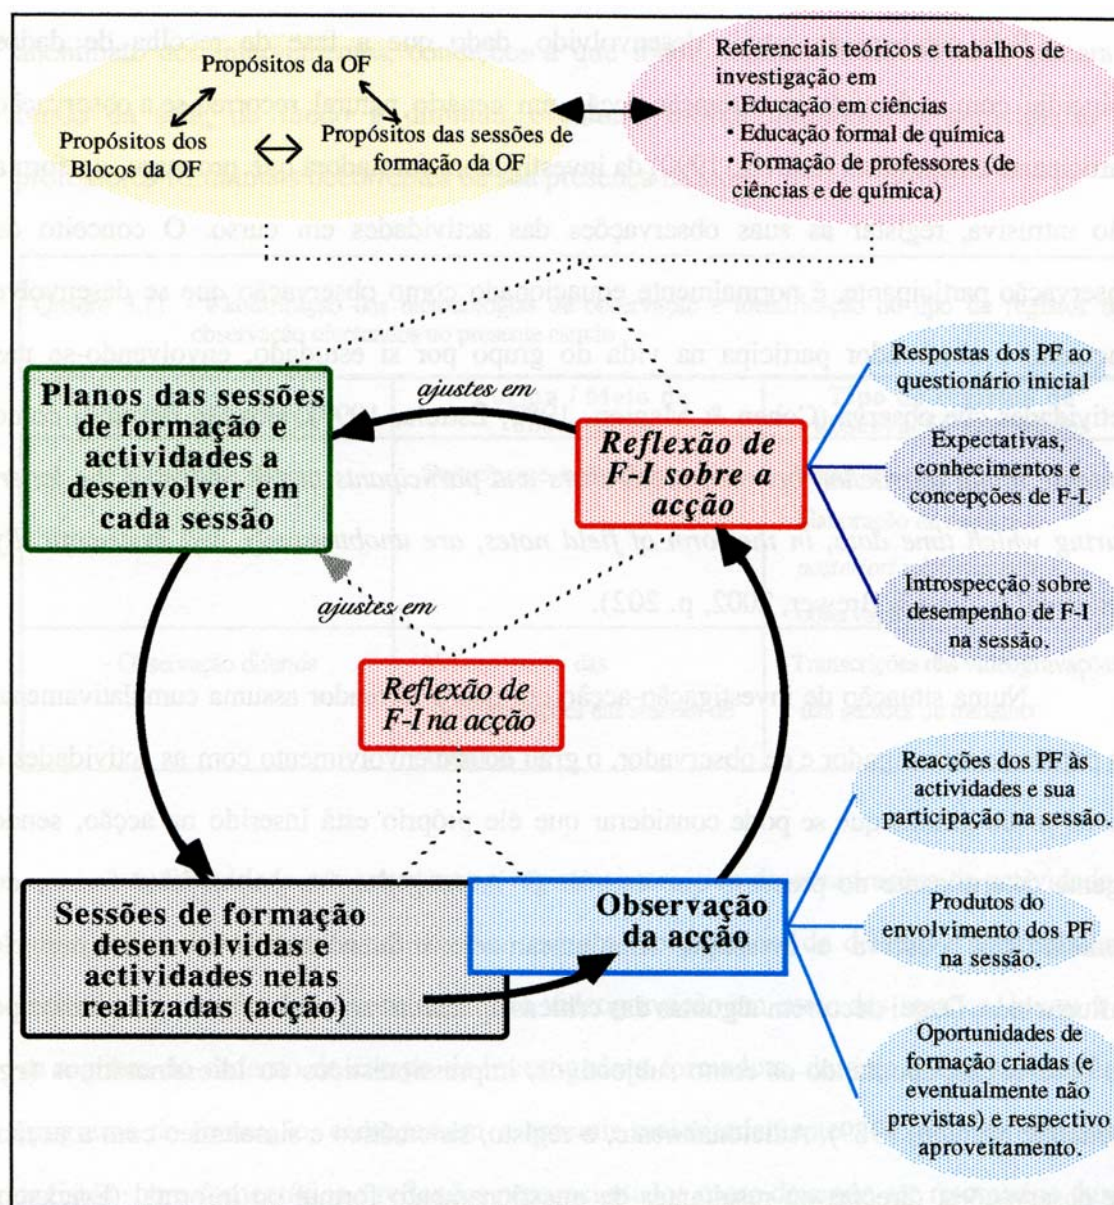 Propósitos da OF
Propósitos dos
Blocos da OF
Propósitos das sessões de
formação da OF
Referenciais teóricos e trabalhos de
investigação em
• Educação em ciências
• Educação formal de química
• Formação de professores (de
ciências e de química)
Planos das sessões
de formação e
actividades a
desenvolver em
cada sessão
ajustes em
Reflexão de
F-I sobre a
acção
Respostas dos PF ao
questionário inicial
Expectativas,
conhecimentos e
concepções de F-I.
Introspecção sobre
desempenho de F-I
na sessão.
ajustes em
Reflexão de
F-I na acção
Sessões de formação
desenvolvidas e
actividades nelas
realizadas (acção)
Observação
da acção
Reacções dos PF às
actividades e sua
participação na sessão.
Produtos do
envolvimento dos PF
na sessão.
Oportunidades de
formação criadas (e
eventualmente não
previstas) e respectivo
aproveitamento.